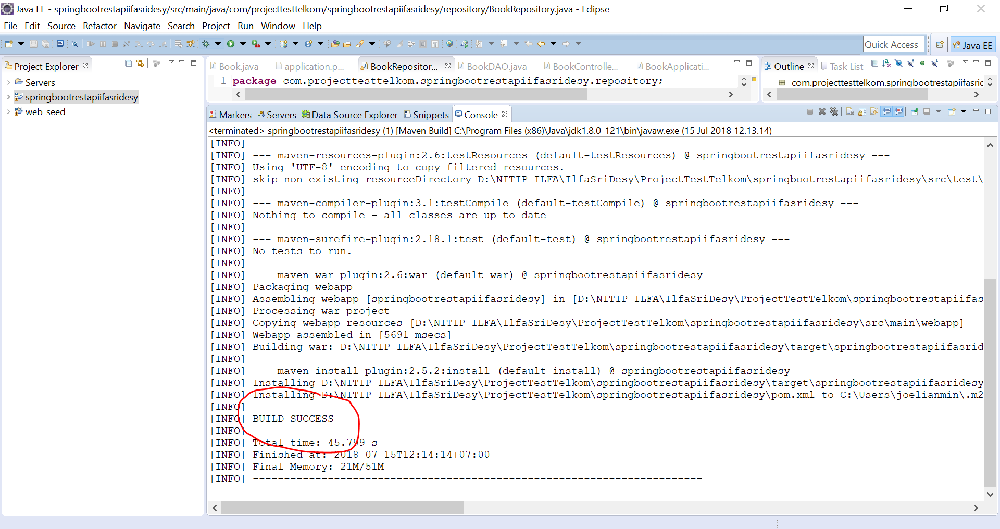 Java EE - springbootrestapiifasridesy/src/main/java/com/projecttesttelkom/springbootrestapiifasridesy/repository/BookRepository.java - Eclipse
File Edit Source Refactor Navigate Search Project Run Window Help
Quick Access
Java EE
Project Explorer
Servers
springbootrestapiifasridesy
web-seed
Book.java application.p... BookRepositor... BookDAO.java BookControlle... BookApplicati...
1 package com.projecttesttelkom.springbootrestapiifasridesy.repository;
Outline Task List
com.projecttesttelkom.springbootrestapiifasric
Markers Servers Data Source Explorer Snippets Console
<terminated> springbootrestapiifasridesy (1) [Maven Build] C:\Program Files (x86)\Java\jdk1.8.0_121\bin\javaw.exe (15 Jul 2018 12.13.14)
[INFO]
[INFO] --- maven-resources-plugin:2.6:testResources (default-testResources) @ springbootrestapiifasridesy ---
[INFO] Using 'UTF-8' encoding to copy filtered resources.
[INFO] skip non existing resourceDirectory D:\NITIP ILFA\IlfaSriDesy\ProjectTestTelkom\springbootrestapiifasridesy\src\test\
[INFO]
[INFO] --- maven-compiler-plugin:3.1:testCompile (default-testCompile) @ springbootrestapiifasridesy ---
[INFO] Nothing to compile - all classes are up to date
[INFO]
[INFO] --- maven-surefire-plugin:2.18.1:test (default-test) @ springbootrestapiifasridesy ---
[INFO] No tests to run.
[INFO]
[INFO] --- maven-war-plugin:2.6:war (default-war) @ springbootrestapiifasridesy ---
[INFO] Packaging webapp
[INFO] Assembling webapp [springbootrestapiifasridesy] in [D:\NITIP ILFA\IlfaSriDesy\ProjectTestTelkom\springbootrestapiifas
[INFO] Processing war project
[INFO] Copying webapp resources [D:\NITIP ILFA\IlfaSriDesy\ProjectTestTelkom\springbootrestapiifasridesy\src\main\webapp]
[INFO] Webapp assembled in [5691 msecs]
[INFO] Building war: D:\NITIP ILFA\IlfaSriDesy\ProjectTestTelkom\springbootrestapiifasridesy\target\springbootrestapiifasrid
[INFO]
[INFO] --- maven-install-plugin:2.5.2:install (default-install) @ springbootrestapiifasridesy ---
[INFO] Installing D:\NITIP ILFA\IlfaSriDesy\ProjectTestTelkom\springbootrestapiifasridesy\target\springbootrestapiifasridesy
[INFO] Installing D:\NITIP ILFA\IlfaSriDesy\ProjectTestTelkom\springbootrestapiifasridesy\pom.xml to C:\Users\joelianmin\.m2
[INFO] ------------------------------------------------------------------------
[INFO] BUILD SUCCESS
[INFO] ------------------------------------------------------------------------
[INFO] Total time: 45.799 s
[INFO] Finished at: 2018-07-15T12:14:14+07:00
[INFO] Final Memory: 21M/51M
[INFO] ------------------------------------------------------------------------